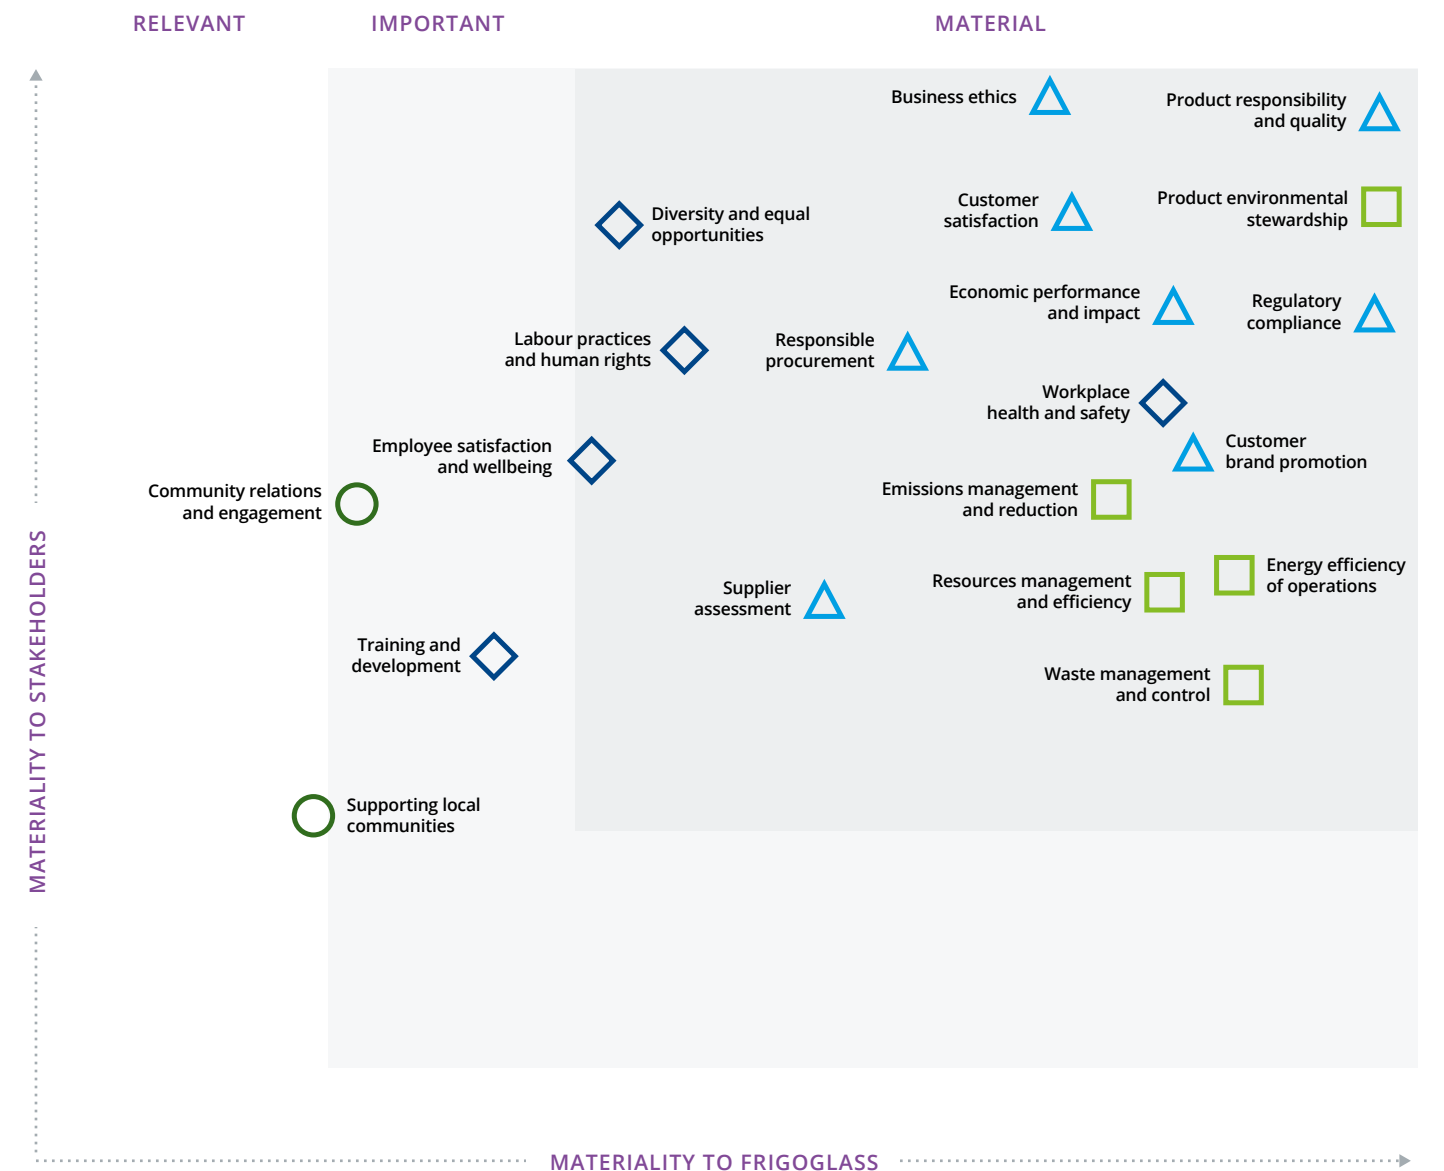 RELEVANT
IMPORTANT
MATERIAL
Business ethics
Product responsibility
and quality
Diversity and equal
opportunities
Customer
satisfaction
Product environmental
stewardship
Economic performance
and impact
Regulatory
compliance
Labour practices
and human rights
Responsible
procurement
Workplace
health and safety
Employee satisfaction
and wellbeing
Customer
brand promotion
Community relations
and engagement
Emissions management
and reduction
Supplier
assessment
Resources management
and efficiency
Energy efficiency
of operations
Training and
development
Waste management
and control
Supporting local
communities
MATERIALITY TO STAKEHOLDERS
MATERIALITY TO FRIGOGLASS